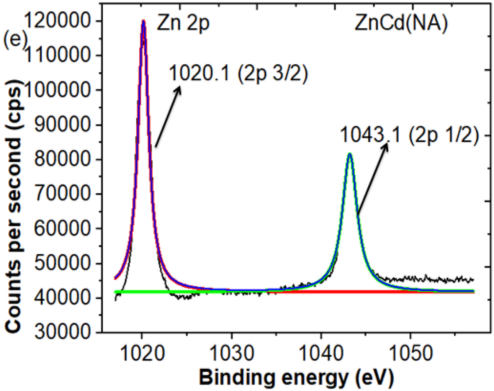 (e)
Zn 2p
ZnCd(NA)
1020.1 (2p 3/2)
1043.1 (2p 1/2)
Counts per second (cps)
120000
110000
100000
90000
80000
70000
60000
50000
40000
30000
1020
1030
1040
1050
Binding energy (eV)